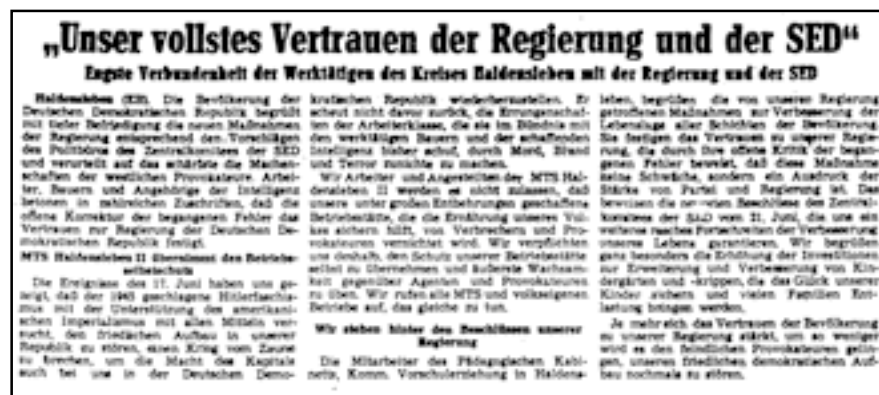 „Unser vollstes Vertrauen der Regierung und der SED“
Engste Verbundenheit der Werktätigen des Kreises Haldensleben mit der Regierung und der SED
Haldensleben (EB). Die Bevölkerung der
Deutschen Demokratischen Republik begrüßt
mit tiefer Befriedigung die neuen Maßnahmen
der Regierung entsprechend den Vorschlägen
des Politbüros des Zentralkomitees der SED
und verurteilt auf das schärfste die Machen-
schaften der westlichen Provokateure. Arbei-
ter, Bauern und Angehörige der Intelligenz
betonen in zahlreichen Zuschriften, daß die
offene Korrektur der begangenen Fehler das
Vertrauen zur Regierung der Deutschen De-
mokratischen Republik festigt.
MTS Haldensleben II übernimmt den Betriebs-
selbstschutz
Die Ereignisse des 17. Juni haben uns ge-
zeigt, daß der 1945 geschlagene Hitlerfaschis-
mus mit der Unterstützung des amerikani-
schen Imperialismus mit allen Mitteln ver-
sucht, den friedlichen Aufbau in unserer
Republik zu stören, einen Krieg vom Zaune
zu brechen, um die Macht des Kapitals
auch bei uns in der Deutschen Demo-
kratischen Republik wiederherzustellen. Er
scheut nicht davor zurück, die Errungenschaf-
ten der Arbeiterklasse, die sie im Bündnis mit
den werktätigen Bauern und der schaffenden
Intelligenz bisher schuf, durch Mord, Brand
und Terror zunichte zu machen.
Wir Arbeiter und Angestellten der MTS Hal-
densleben II werden es nicht zulassen, daß
unsere unter großen Entbehrungen geschaffene
Betriebsstätte, die die Ernährung unseres Vol-
kes sichern hilft, von Verbrechern und Pro-
vokateuren vernichtet wird. Wir verpflichten
uns deshalb, den Schutz unserer Betriebsstätte
selbst zu übernehmen und äußerste Wachsam-
keit gegenüber Agenten und Provokateuren
zu üben. Wir rufen alle MTS und volkseigenen
Betriebe auf, das gleiche zu tun.
Wir stehen hinter den Beschlüssen unserer
Regierung
Die Mitarbeiter des Pädagogischen Kabi-
netts, Komm. Vorschulerziehung in Haldens-
leben, begrüßen die von unserer Regierung
getroffenen Maßnahmen zur Verbesserung der
Lebenslage aller Schichten der Bevölkerung.
Sie festigen das Vertrauen zu unserer Regie-
rung, die durch ihre offene Kritik der began-
genen Fehler beweist, daß diese Maßnahme
keine Schwäche, sondern ein Ausdruck der
Stärke von Partei und Regierung ist. Das
beweisen die neuesten Beschlüsse des Zentral-
komitees der SED vom 21. Juni, die uns ein
weiteres rasches Fortschreiten der Verbesserung
unseres Lebens garantieren. Wir begrüßen
ganz besonders die Erhöhung der Investitionen
zur Erweiterung und Verbesserung von Kin-
dergärten und -krippen, die das Glück unserer
Kinder sichern und vielen Familien Ent-
lastung bringen werden.
Je mehr sich das Vertrauen der Bevölkerung
zu unserer Regierung stärkt, um so weniger
wird es den feindlichen Provokateuren gelin-
gen, unseren friedlichen demokratischen Auf-
bau nochmals zu stören.